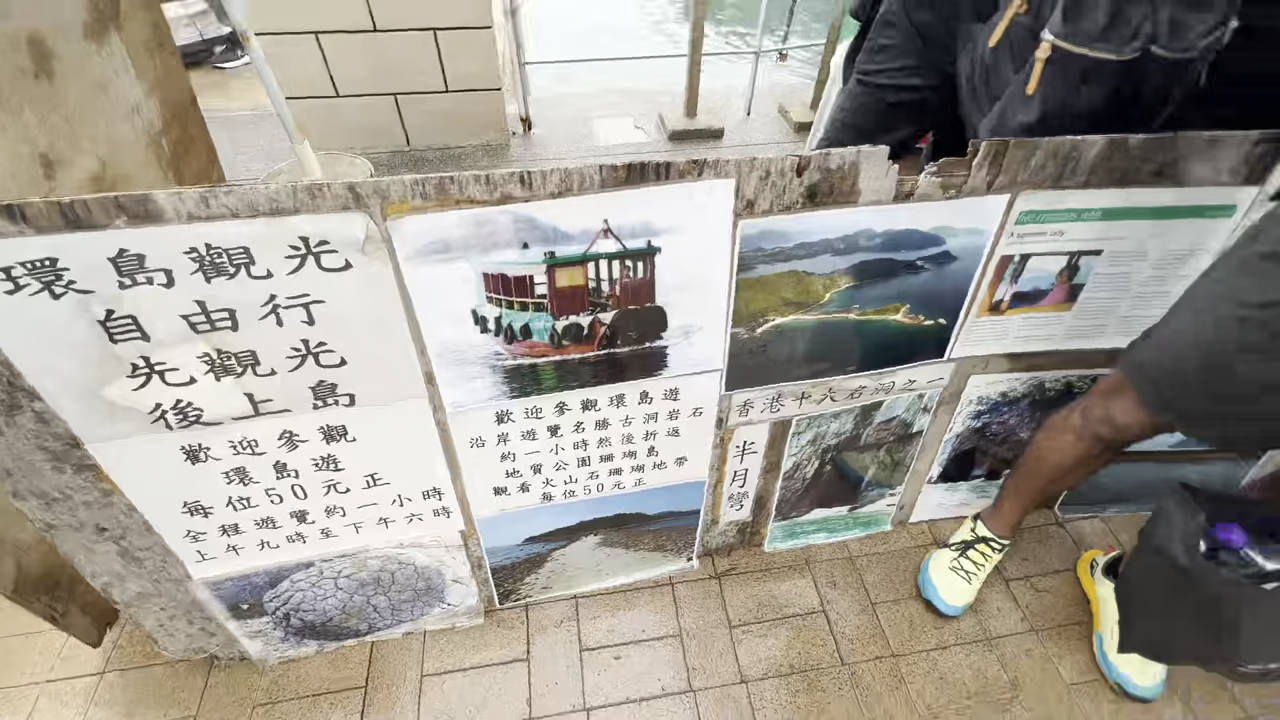 環島觀光
自由行
先觀光
後上島
歡迎參觀
環島遊
每位50元正
全程遊覽約一小時
上午九時至下午六時
歡迎參觀環島遊
沿岸遊覽名勝古洞岩石
約一小時然後折返
地質公園珊瑚島
觀看火山石珊瑚地帶
每位50元正
香港十六名洞之一
半月彎